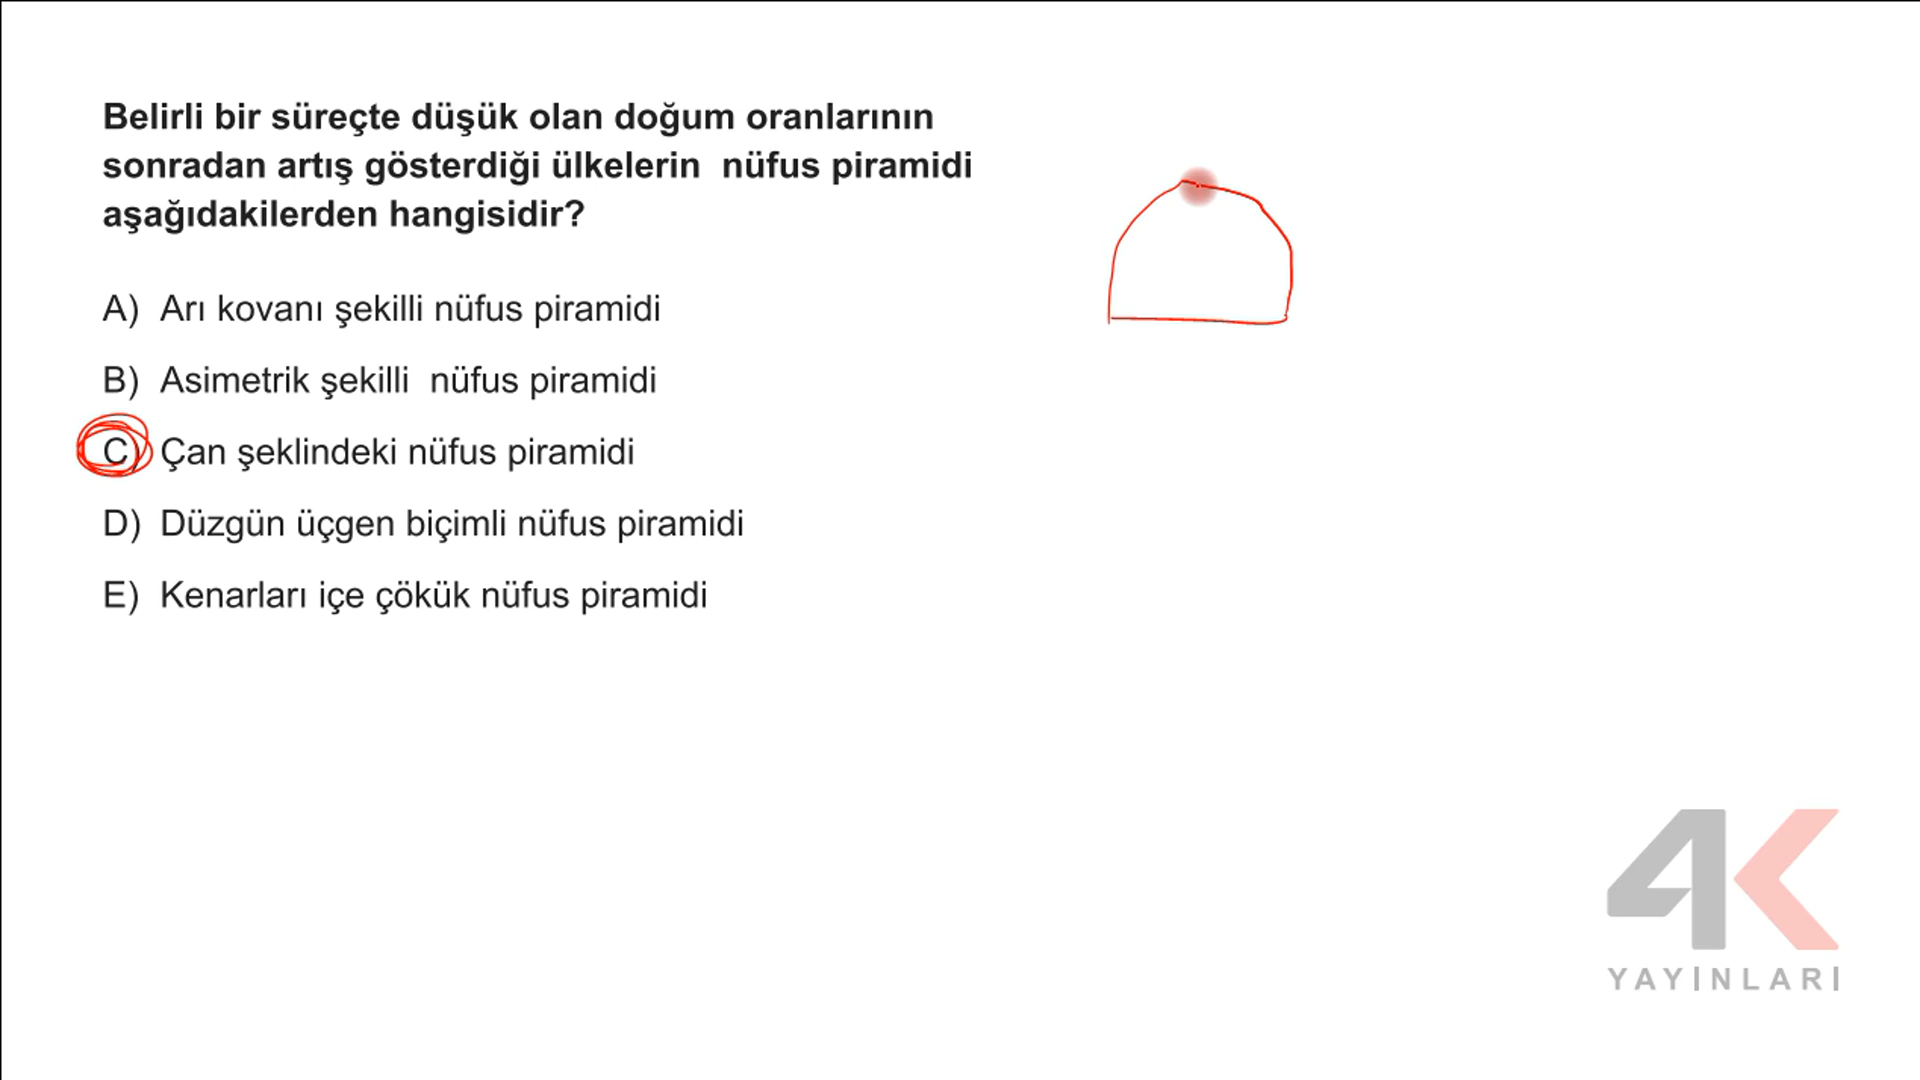 Belirli bir süreçte düşük olan doğum oranlarının
sonradan artış gösterdiği ülkelerin nüfus piramidi
aşağıdakilerden hangisidir?
A) Arı kovanı şekilli nüfus piramidi
B) Asimetrik şekilli nüfus piramidi
C) Çan şeklindeki nüfus piramidi
D) Düzgün üçgen biçimli nüfus piramidi
E) Kenarları içe çökük nüfus piramidi
4K
YAYINLARI